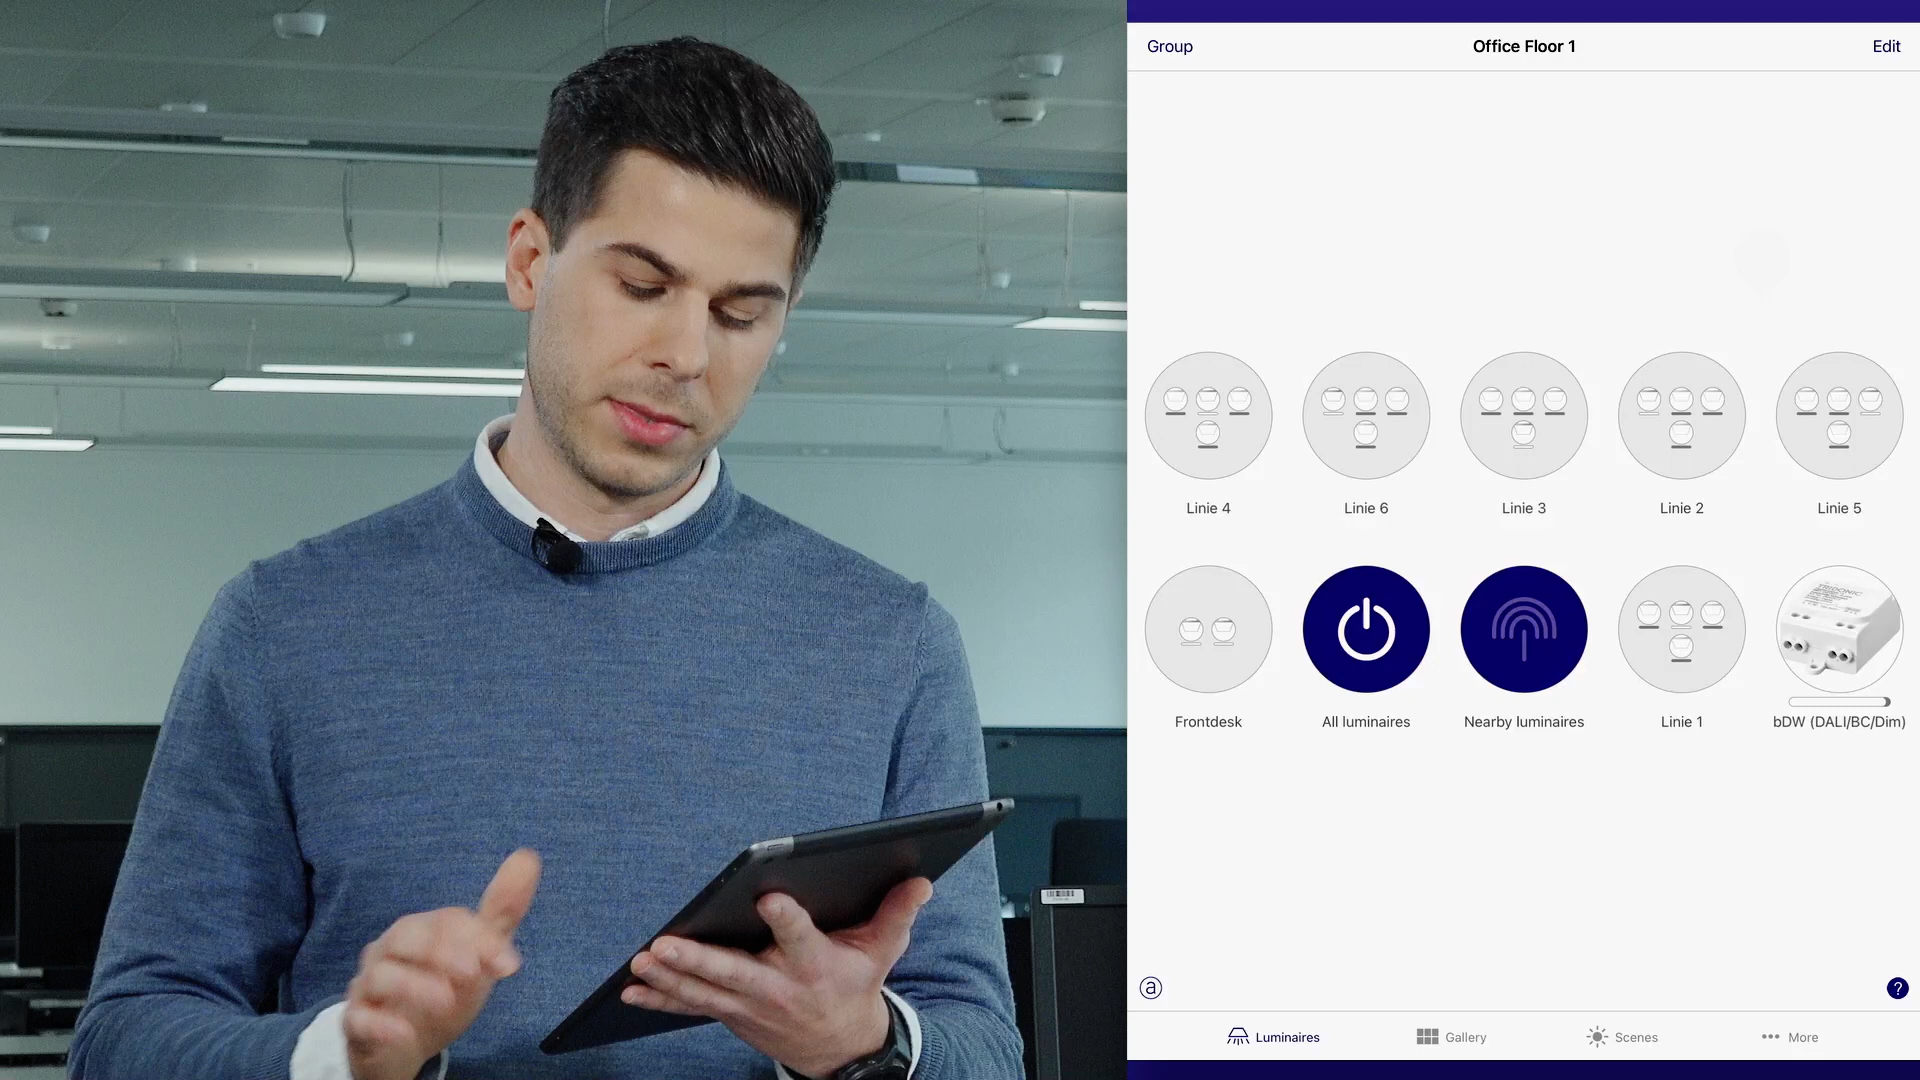 Group
Office Floor 1
Edit
Linie 4
Linie 6
Linie 3
Linie 2
Linie 5
TRIDONIC
Frontdesk
All luminaires
Nearby luminaires
Linie 1
bDW (DALI/BC/Dim)
a
?
Luminaires
Gallery
Scenes
More